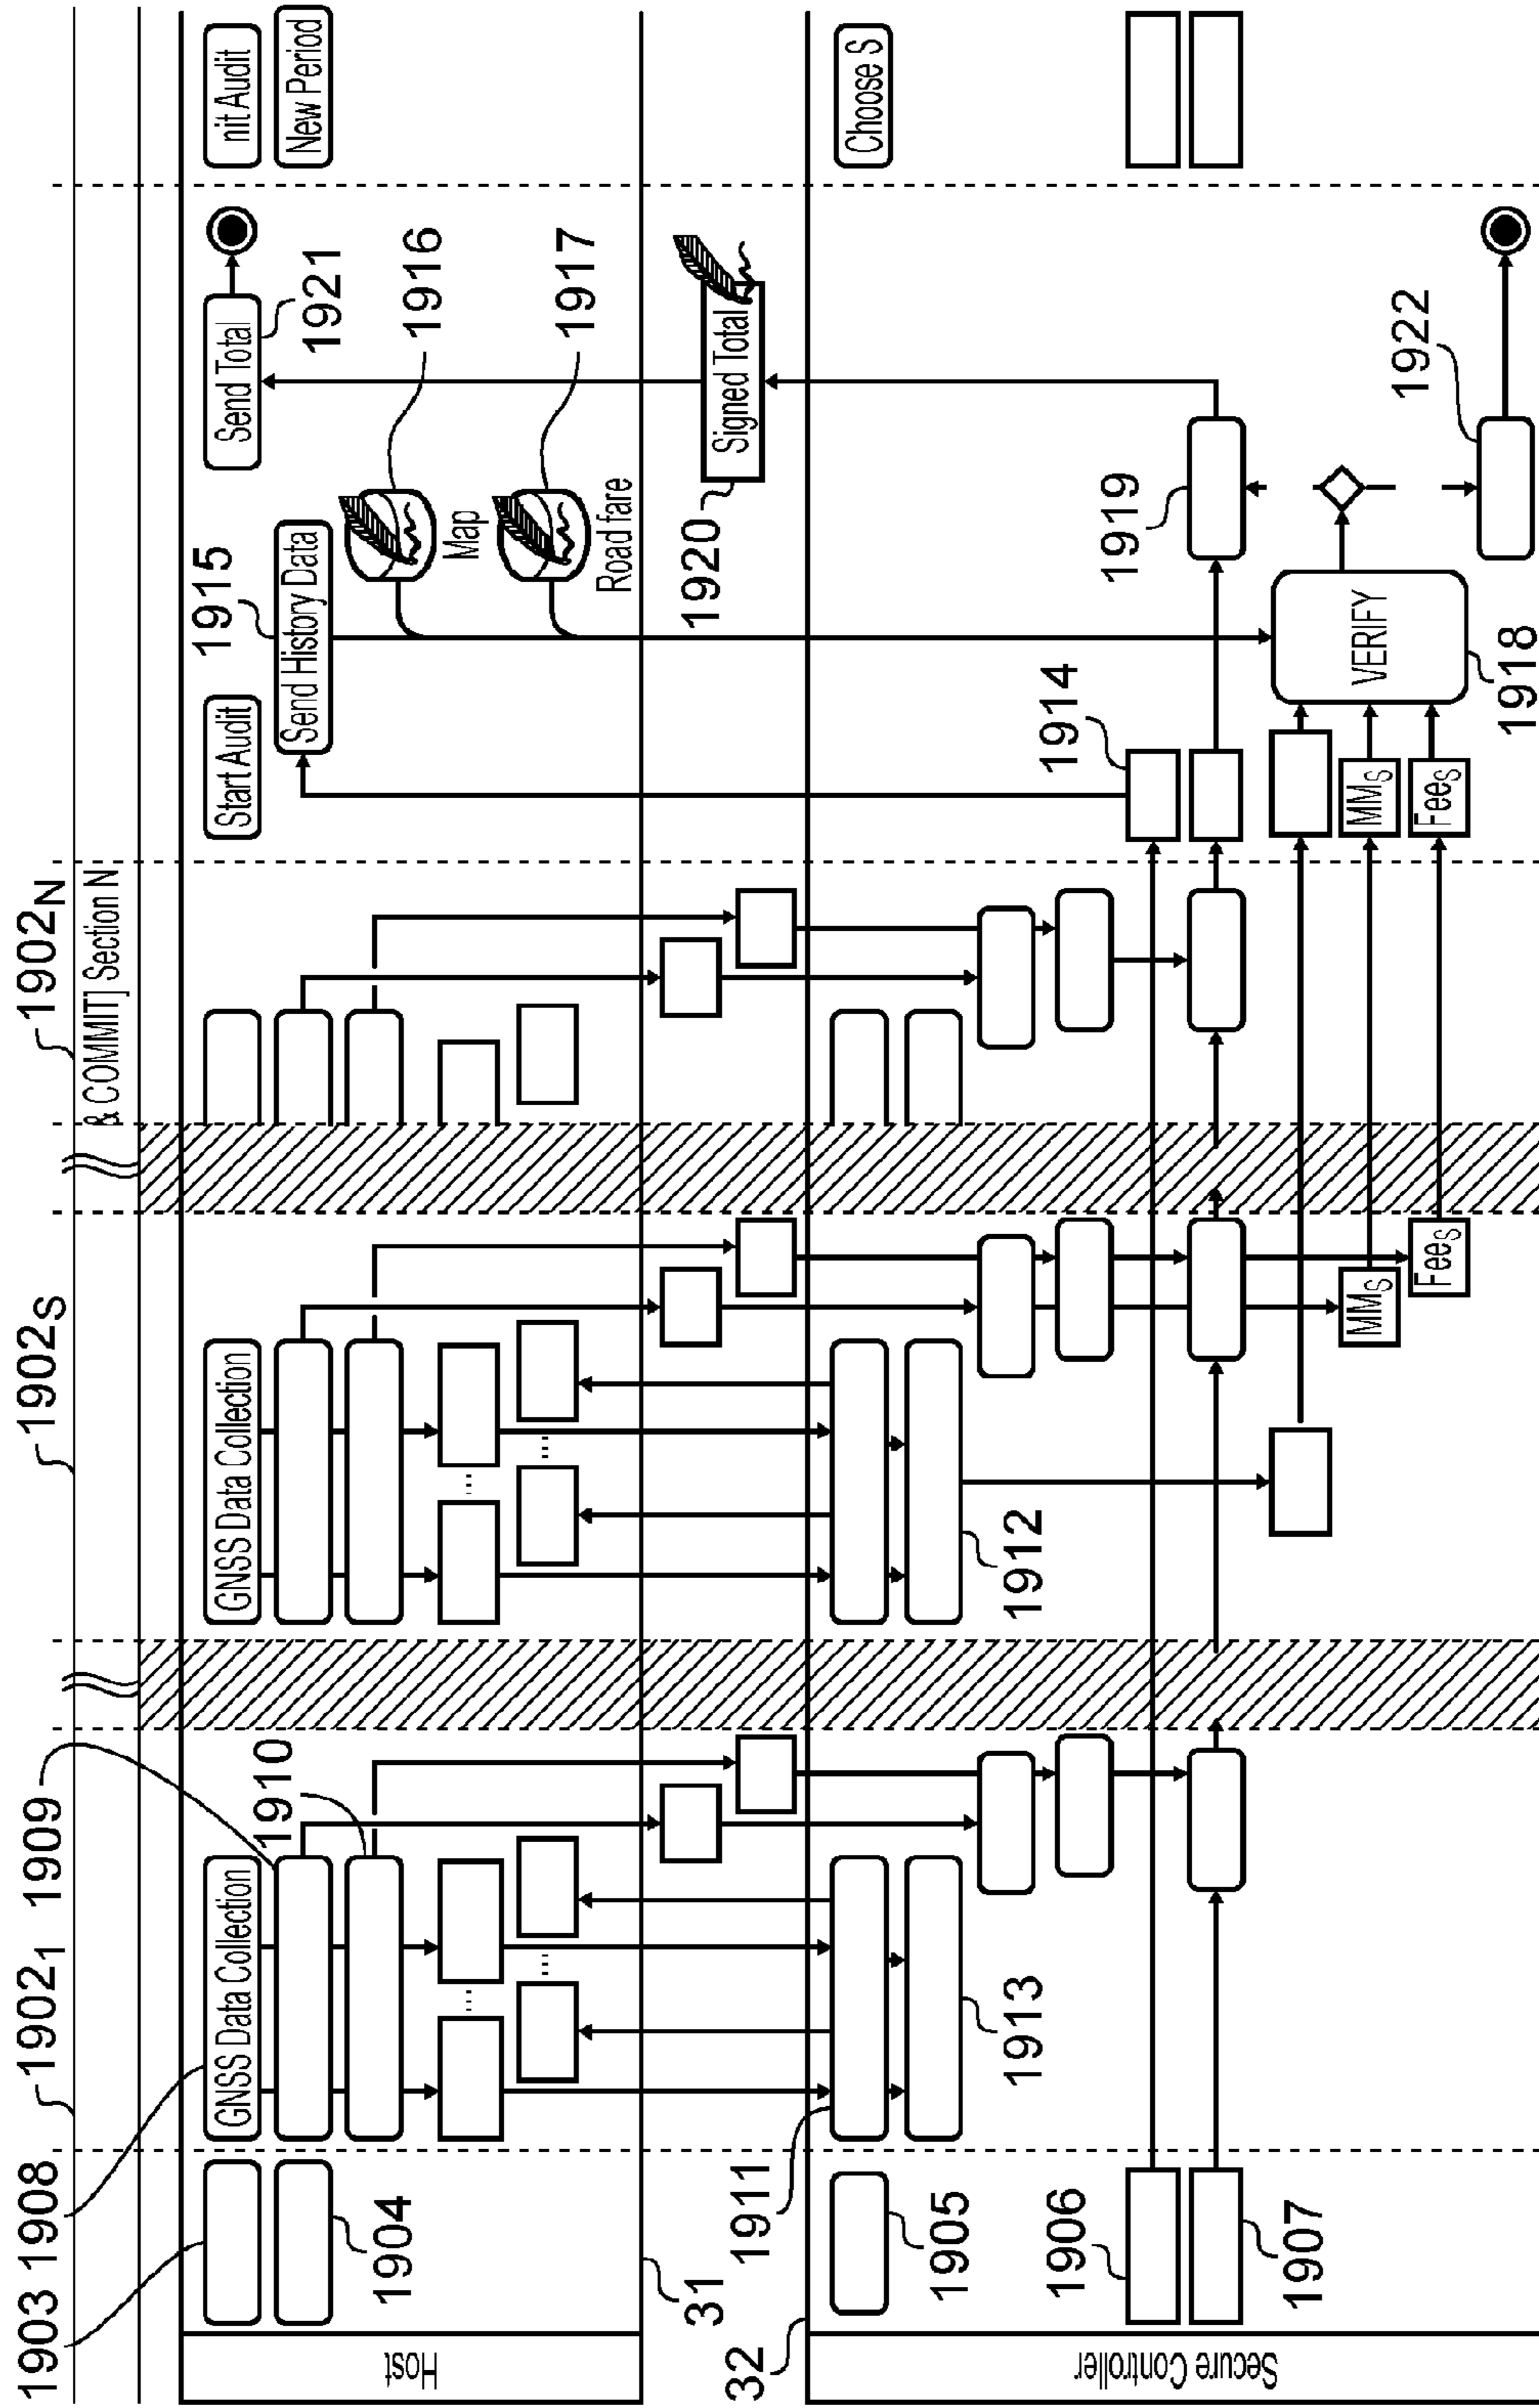 1902₁
1902S
1902N
& COMMIT] Section N
1903
1908
1909
GNSS Data Collection
GNSS Data Collection
Start Audit
1915
Send Total
nit Audit
1904
1910
Send History Data
1921
New Period
Host
...
...
Map
1916
...
...
Road fare
1917
31
1920
Signed Total
32
1911
Choose S
1905
1913
1912
1914
Secure Controller
1906
1919
1907
VERIFY
MMS
MMS
1922
FeeS
FeeS
1918